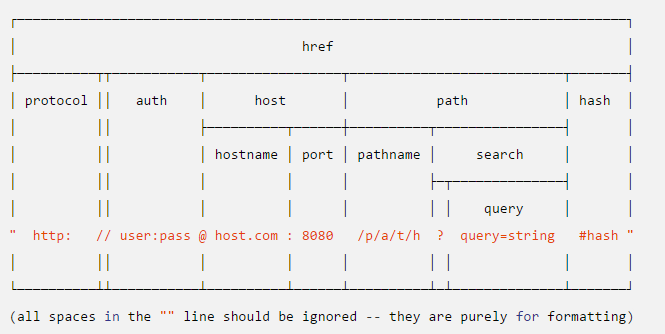 href
protocol auth host path hash
hostname port pathname search
query
" http: // user:pass @ host.com : 8080 /p/a/t/h ? query=string #hash "
(all spaces in the "" line should be ignored -- they are purely for formatting)